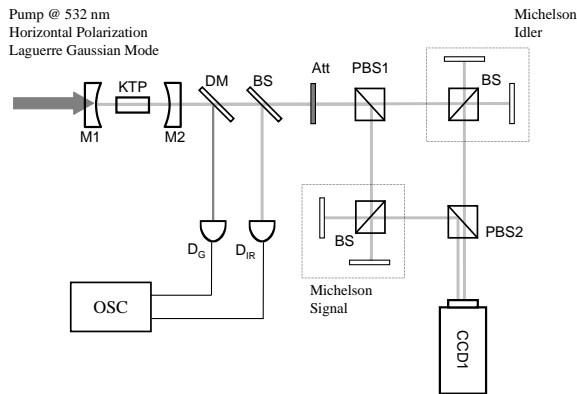 Pump @ 532 nm
Horizontal Polarization
Laguerre Gaussian Mode
Michelson
Idler
KTP
DM
BS
Att
PBS1
BS
M1
M2
BS
PBS2
DG
DIR
Michelson
Signal
OSC
CCD1